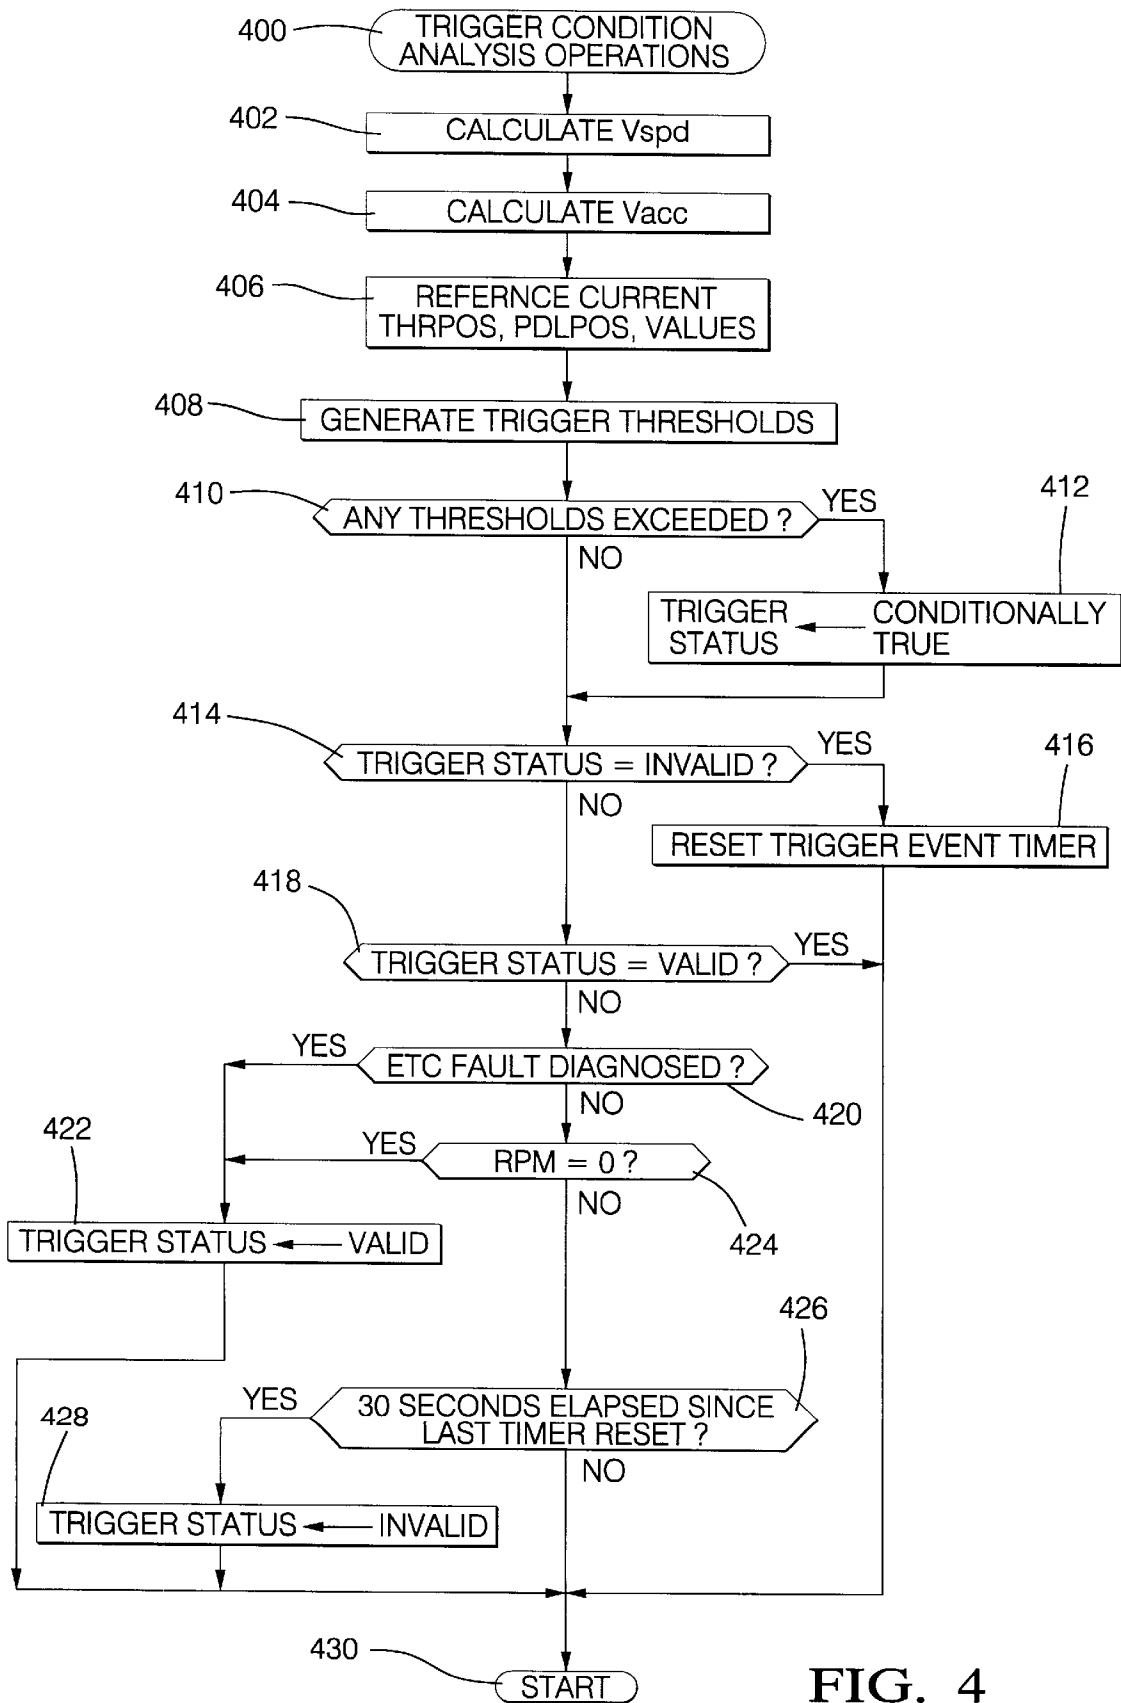 400
TRIGGER CONDITION
ANALYSIS OPERATIONS
402
CALCULATE Vspd
404
CALCULATE Vacc
406
REFERNCE CURRENT
THRPOS, PDLPOS, VALUES
408
GENERATE TRIGGER THRESHOLDS
410
ANY THRESHOLDS EXCEEDED ?
YES
NO
412
TRIGGER STATUS
CONDITIONALLY TRUE
414
TRIGGER STATUS = INVALID ?
YES
NO
416
RESET TRIGGER EVENT TIMER
418
TRIGGER STATUS = VALID ?
YES
NO
ETC FAULT DIAGNOSED ?
YES
NO
420
422
YES
RPM = 0 ?
NO
424
TRIGGER STATUS
VALID
426
30 SECONDS ELAPSED SINCE
LAST TIMER RESET ?
YES
NO
428
TRIGGER STATUS
INVALID
430
START
FIG. 4